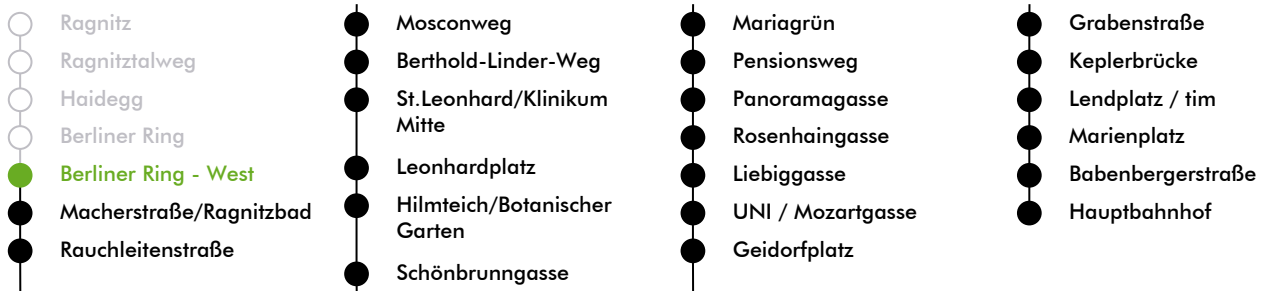 Ragnitz
Ragnitztalweg
Haidegg
Berliner Ring
Berliner Ring - West
Macherstraße/Ragnitzbad
Rauchleitenstraße
Mosconweg
Berthold-Linder-Weg
St.Leonhard/Klinikum
Mitte
Leonhardplatz
Hilmteich/Botanischer
Garten
Schönbrunngasse
Mariagrün
Pensionsweg
Panoramagasse
Rosenhaingasse
Liebiggasse
UNI / Mozartgasse
Geidorfplatz
Grabenstraße
Keplerbrücke
Lendplatz / tim
Marienplatz
Babenbergerstraße
Hauptbahnhof